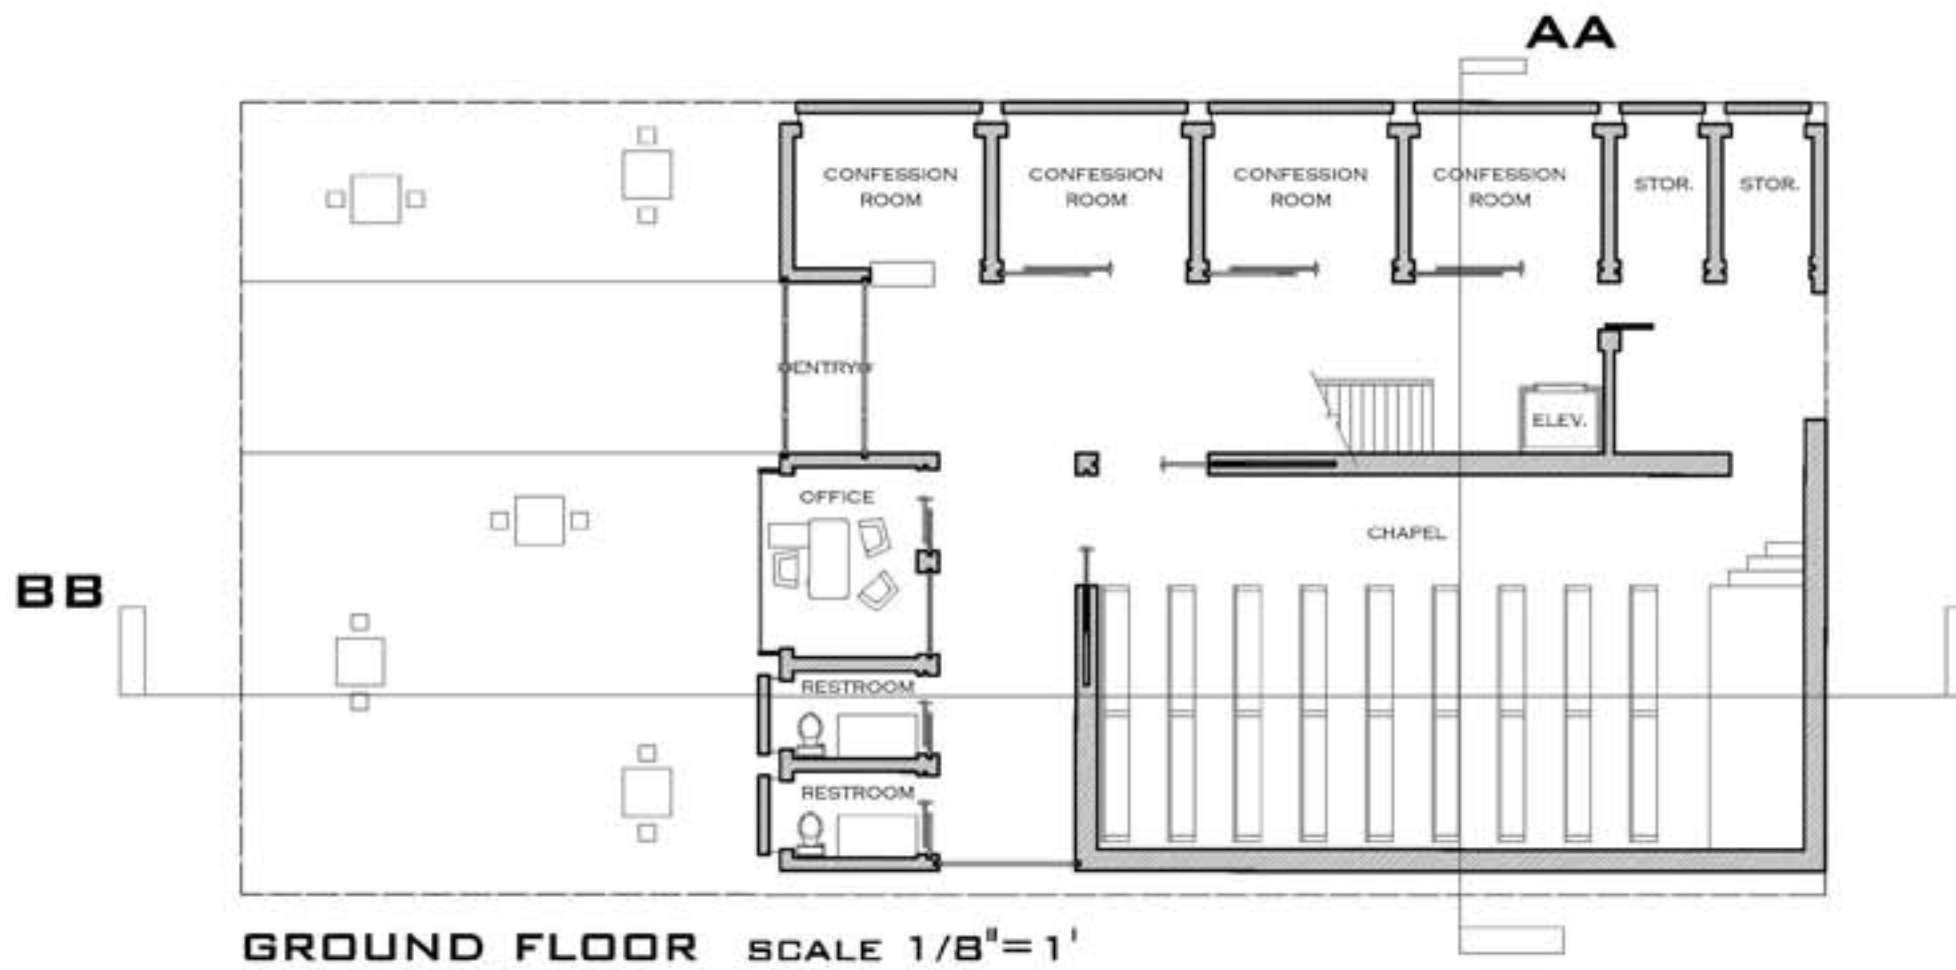 AA
CONFESSION
ROOM
CONFESSION
ROOM
CONFESSION
ROOM
CONFESSION
ROOM
STOR.
STOR.
ENTRY
ELEV.
OFFICE
CHAPEL
BB
RESTROOM
RESTROOM
GROUND FLOOR SCALE 1/8"=1'